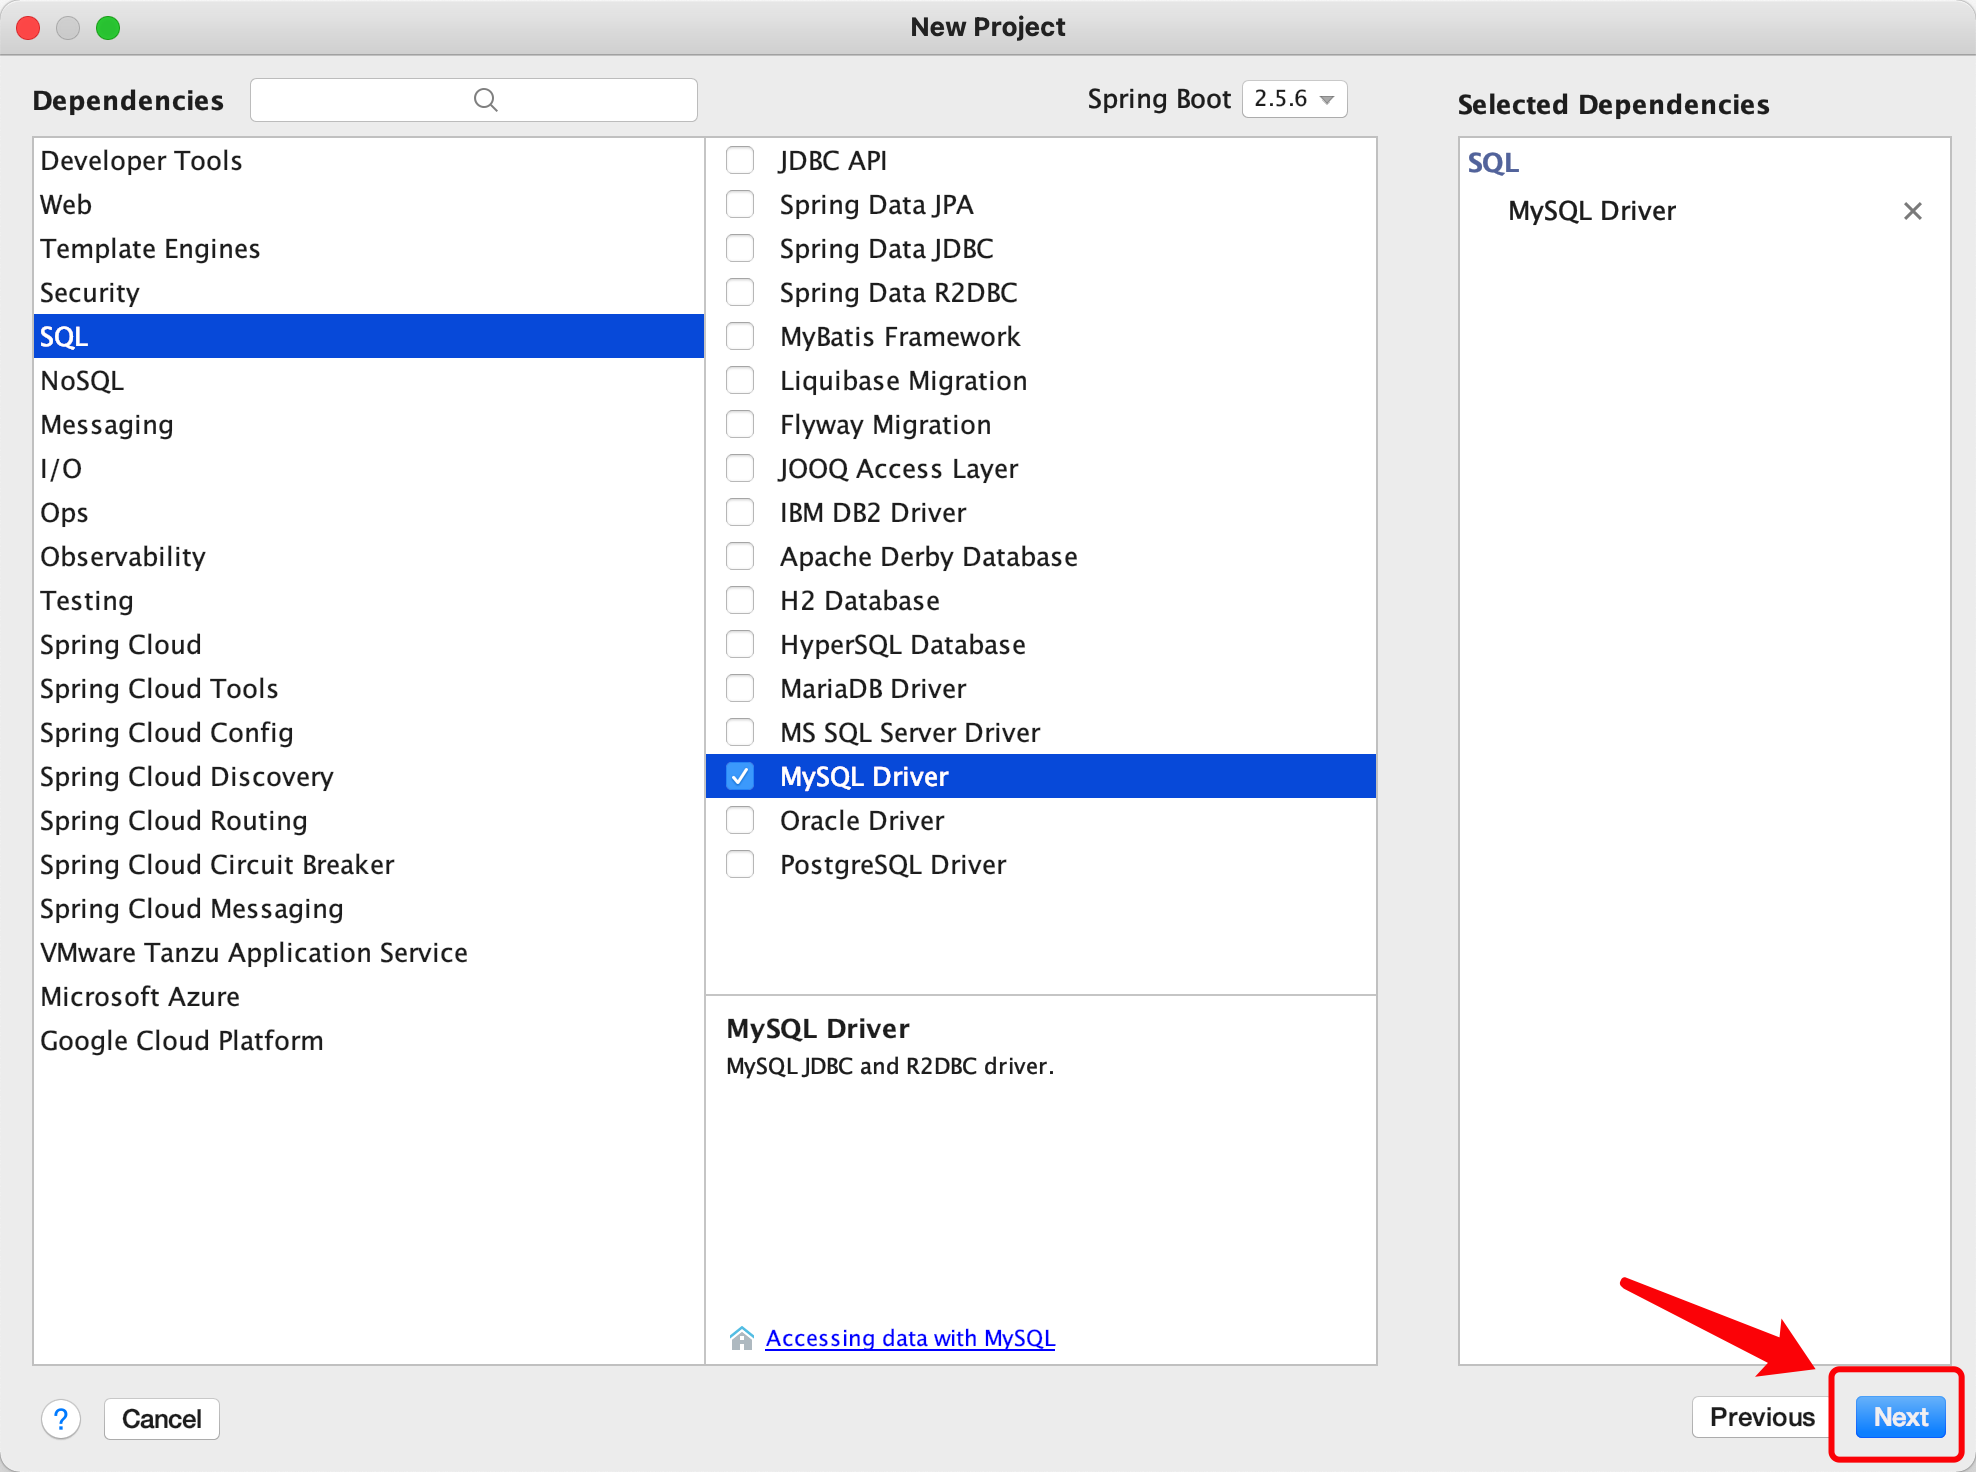 New Project
Dependencies
Spring Boot 2.5.6
Selected Dependencies
Developer Tools
Web
Template Engines
Security
SQL
NoSQL
Messaging
I/O
Ops
Observability
Testing
Spring Cloud
Spring Cloud Tools
Spring Cloud Config
Spring Cloud Discovery
Spring Cloud Routing
Spring Cloud Circuit Breaker
Spring Cloud Messaging
VMware Tanzu Application Service
Microsoft Azure
Google Cloud Platform
JDBC API
Spring Data JPA
Spring Data JDBC
Spring Data R2DBC
MyBatis Framework
Liquibase Migration
Flyway Migration
JOOQ Access Layer
IBM DB2 Driver
Apache Derby Database
H2 Database
HyperSQL Database
MariaDB Driver
MS SQL Server Driver
MySQL Driver
Oracle Driver
PostgreSQL Driver
MySQL Driver
MySQL JDBC and R2DBC driver.
Accessing data with MySQL
SQL
MySQL Driver
?
Cancel
Previous
Next